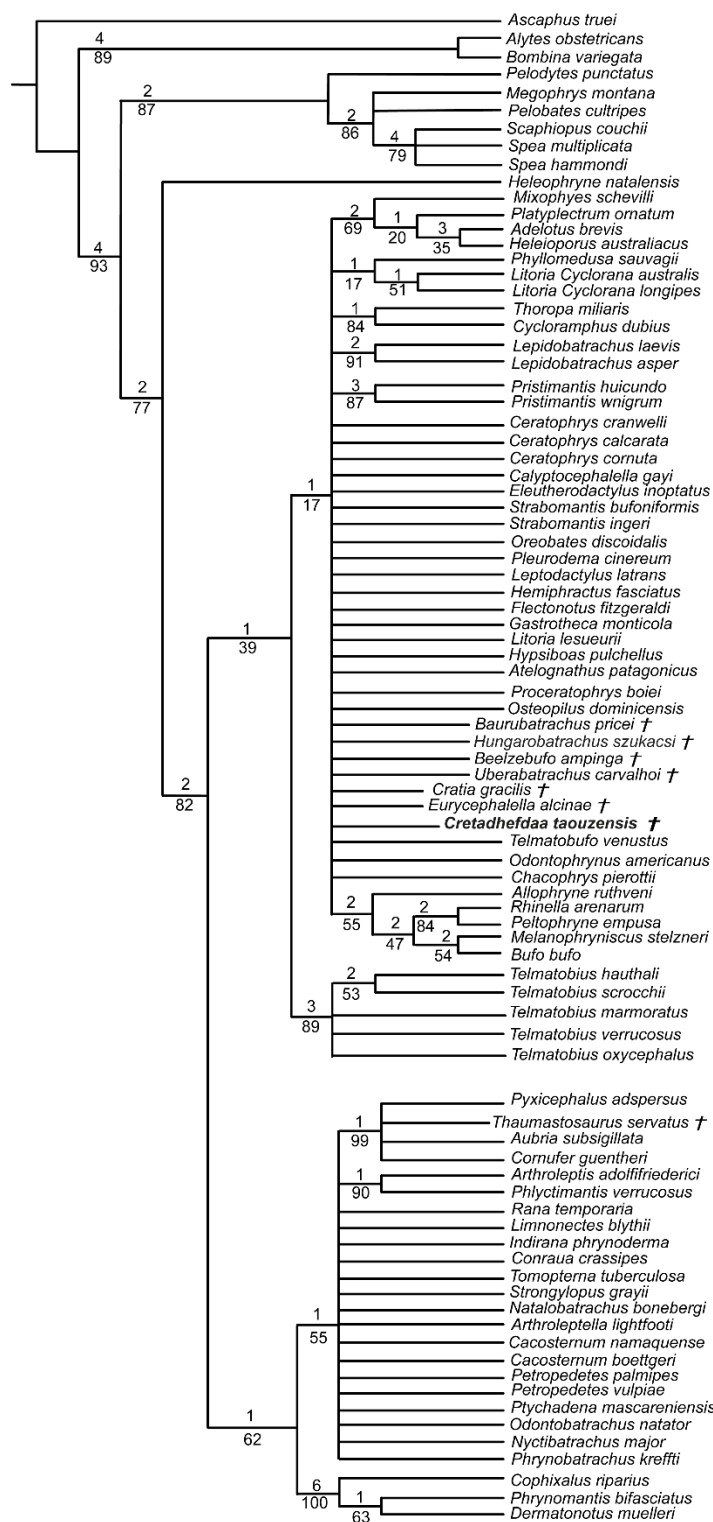 Ascaphus truei
4
89
Alytes obstetricans
Bombina variegata
Pelodytes punctatus
2
87
Megophrys montana
Pelobates cultripes
2
86
Scaphiopus couchii
4
79
Spea multiplicata
Spea hammondi
Heleophryne natalensis
Mixophyes schevilli
2
69
Platyplectrum ornatum
1
20
Adelotus brevis
3
35
Heleioporus australiacus
4
93
Phyllomedusa sauvagii
1
17
Litoria Cyclorana australis
1
51
Litoria Cyclorana longipes
Thoropa miliaris
1
84
Cycloramphus dubius
Lepidobatrachus laevis
2
91
Lepidobatrachus asper
Pristimantis huicundo
3
87
Pristimantis wnigrum
2
77
Ceratophrys cranwelli
Ceratophrys calcarata
Ceratophrys cornuta
Calyptocephalella gayi
Eleutherodactylus inoptatus
1
17
Strabomantis bufoniformis
Strabomantis ingeri
Oreobates discoidalis
Pleurodema cinereum
Leptodactylus latrans
Hemiphractus fasciatus
Flectonotus fitzgeraldi
Gastrotheca monticola
1
39
Litoria lesueurii
Hypsiboas pulchellus
Atelognathus patagonicus
Proceratophrys boiei
Osteopilus dominicensis
Baurubatrachus pricei †
Hungarobatrachus szukacsi †
Beelzebufo ampinga †
Uberabatrachus carvalhoi †
2
82
Cratia gracilis †
Eurycephalella alcinae †
Cretadhefdaa taouzensis †
Telmatobufo venustus
Odontophrynus americanus
Chacophrys pierottii
Allophryne ruthveni
2
55
Rhinella arenarum
2
84
Peltophryne empusa
2
47
Melanophryniscus stelzneri
2
54
Bufo bufo
Telmatobius hauthali
2
53
Telmatobius scrocchii
3
89
Telmatobius marmoratus
Telmatobius verrucosus
Telmatobius oxycephalus
Pyxicephalus adspersus
Thaumastosaurus servatus †
1
99
Aubria subsigillata
Cornufer guentheri
Arthroleptis adolfifriederici
1
90
Phlyctimantis verrucosus
Rana temporaria
Limnonectes blythii
Indirana phrynoderma
Conraua crassipes
Tomopterna tuberculosa
Strongylopus grayii
Natalobatrachus bonebergi
1
55
Arthroleptella lightfooti
Cacosternum namaquense
Cacosternum boettgeri
Petropedetes palmipes
Petropedetes vulpiae
Ptychadena mascareniensis
1
62
Odontobatrachus natator
Nyctibatrachus major
Phrynobatrachus kreffti
Cophixalus riparius
6
100
Phrynomantis bifasciatus
1
63
Dermatonotus muelleri